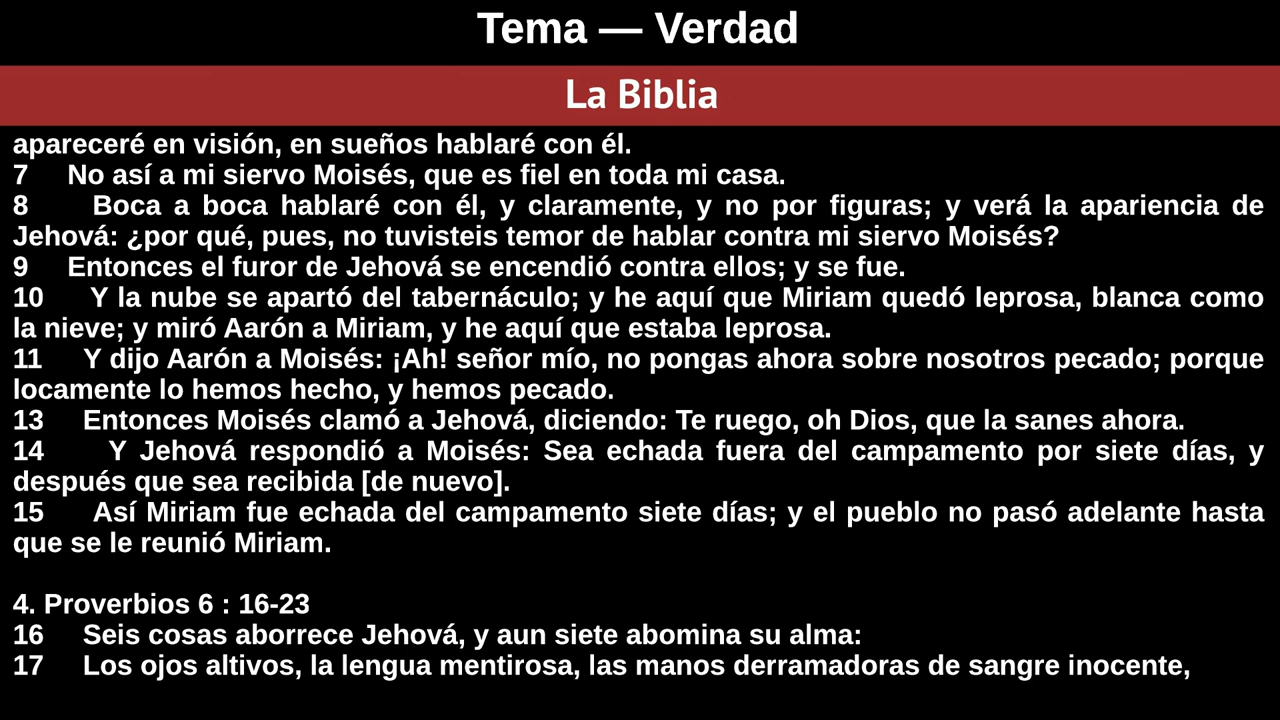 Tema — Verdad
La Biblia
apareceré en visión, en sueños hablaré con él.
7 No así a mi siervo Moisés, que es fiel en toda mi casa.
8 Boca a boca hablaré con él, y claramente, y no por figuras; y verá la apariencia de
Jehová: ¿por qué, pues, no tuvisteis temor de hablar contra mi siervo Moisés?
9 Entonces el furor de Jehová se encendió contra ellos; y se fue.
10 Y la nube se apartó del tabernáculo; y he aquí que Miriam quedó leprosa, blanca como
la nieve; y miró Aarón a Miriam, y he aquí que estaba leprosa.
11 Y dijo Aarón a Moisés: ¡Ah! señor mío, no pongas ahora sobre nosotros pecado; porque
locamente lo hemos hecho, y hemos pecado.
13 Entonces Moisés clamó a Jehová, diciendo: Te ruego, oh Dios, que la sanes ahora.
14 Y Jehová respondió a Moisés: Sea echada fuera del campamento por siete días, y
después que sea recibida [de nuevo].
15 Así Miriam fue echada del campamento siete días; y el pueblo no pasó adelante hasta
que se le reunió Miriam.
4. Proverbios 6 : 16-23
16 Seis cosas aborrece Jehová, y aun siete abomina su alma:
17 Los ojos altivos, la lengua mentirosa, las manos derramadoras de sangre inocente,